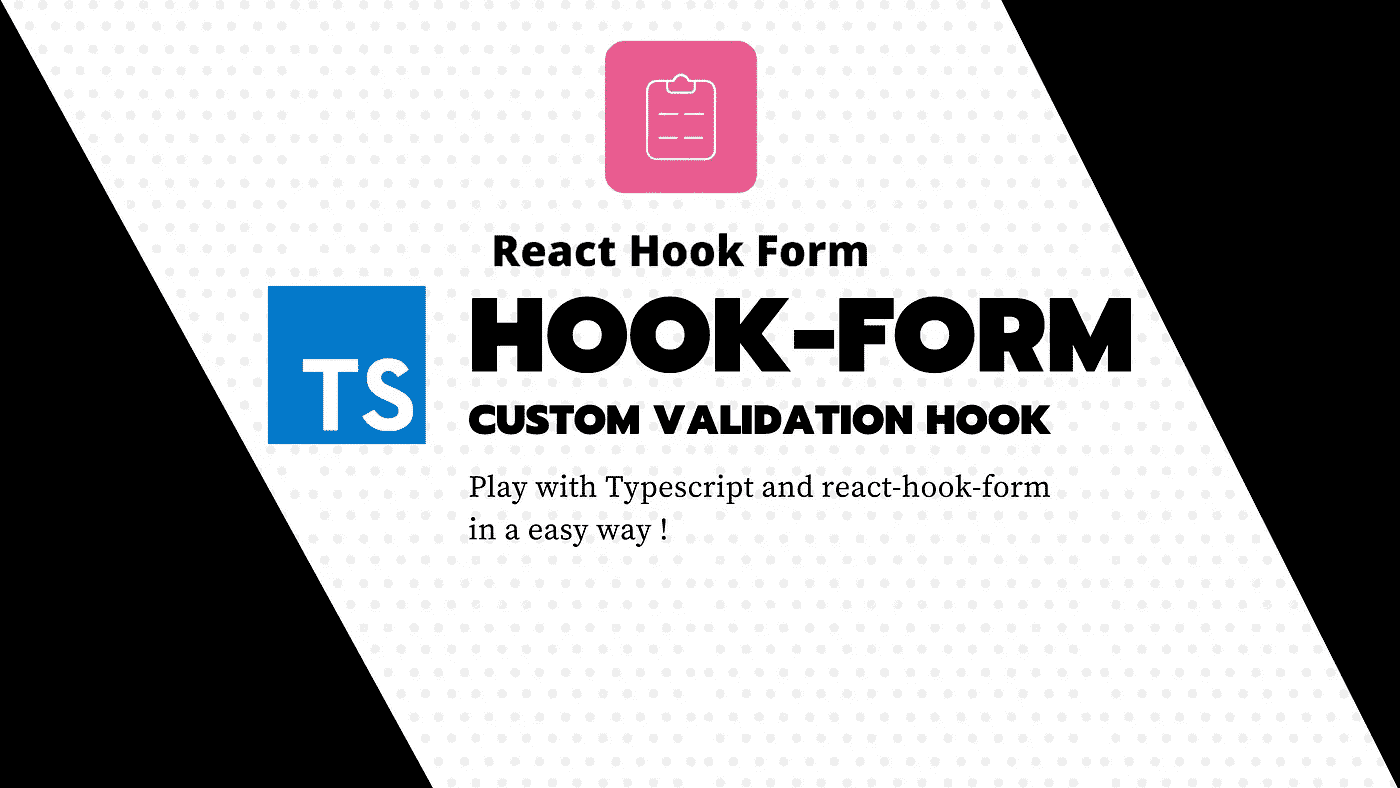 React Hook Form
TS
HOOK-FORM
CUSTOM VALIDATION HOOK
Play with Typescript and react-hook-form
in a easy way !